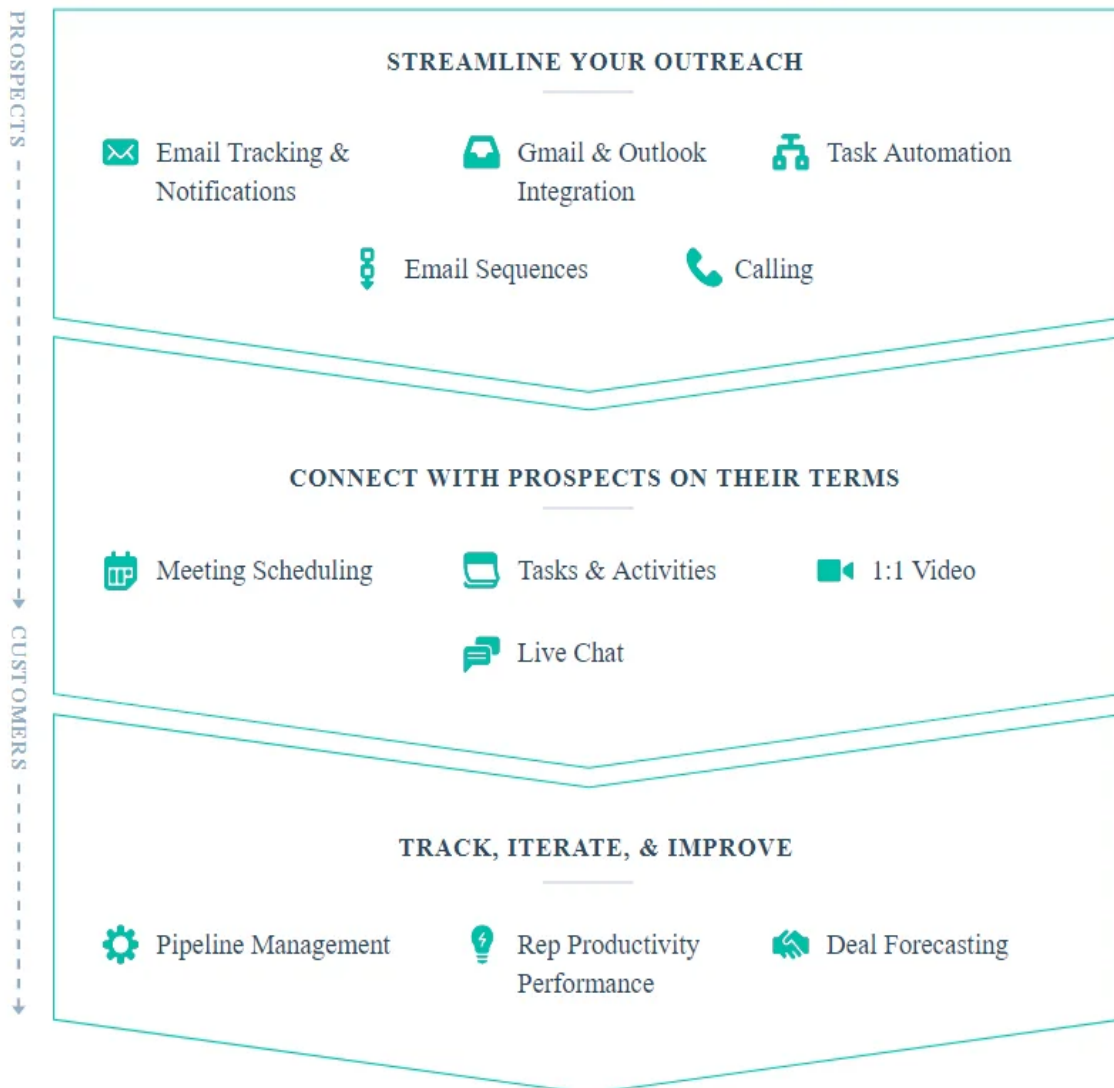 PROSPECTS
STREAMLINE YOUR OUTREACH
Email Tracking &
Notifications
Gmail & Outlook
Integration
Task Automation
Email Sequences
Calling
CONNECT WITH PROSPECTS ON THEIR TERMS
Meeting Scheduling
Tasks & Activities
1:1 Video
Live Chat
CUSTOMERS
TRACK, ITERATE, & IMPROVE
Pipeline Management
Rep Productivity
Performance
Deal Forecasting